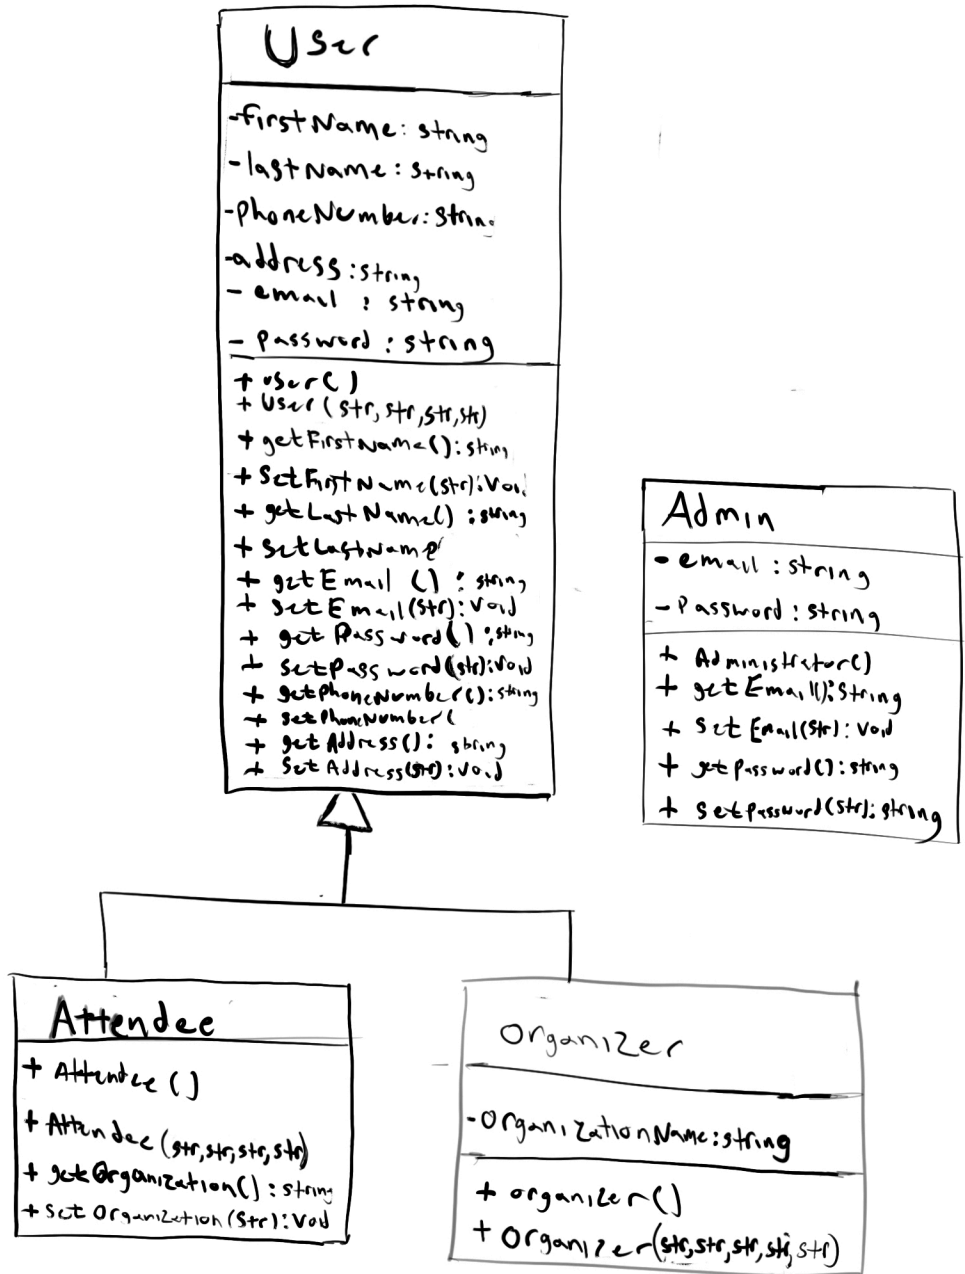 User
-firstName: string
-lastName: string
-phoneNumber: string
-address: string
- email : string
- password : string
+ user()
+ User(str, str, str, str)
+ getFirstName(): string
+ SetFirstName(str): Void
+ getLastName() : string
+ setLastName
+ getEmail () : string
+ setEmail(str): Void
+ getPassword() : string
+ setpassword(str): Void
+ getphoneNumber(): string
+ setPhoneNumber(
+ getAddress(): string
+ SetAddress(str): Void
Admin
- email : string
- Password : string
+ Administrator()
+ getEmail(): String
+ SetEmail(Str): Void
+ getpassword(): string
+ Setpassword(str): string
Attendee
+ Attendee()
+ Attendee(str,str,str,str)
+ getOrganization() : string
+ Set Organization(Str): Void
organizer
-OrganizationName: string
+ organizer()
+ Organizer(str,str,str,str,str)